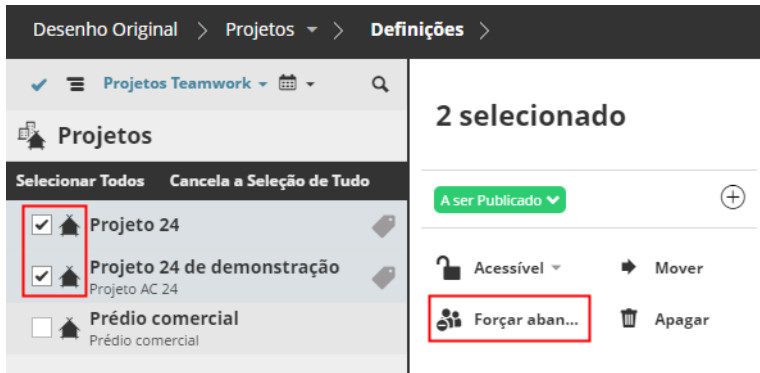 Desenho Original > Projetos > Definições >
Projetos Teamwork
Projetos
Selecionar Todos Cancela a Seleção de Tudo
Projeto 24
Projeto 24 de demonstração
Projeto AC 24
Prédio comercial
Prédio comercial
2 selecionado
A ser Publicado
Acessível
Mover
Forçar aban...
Apagar